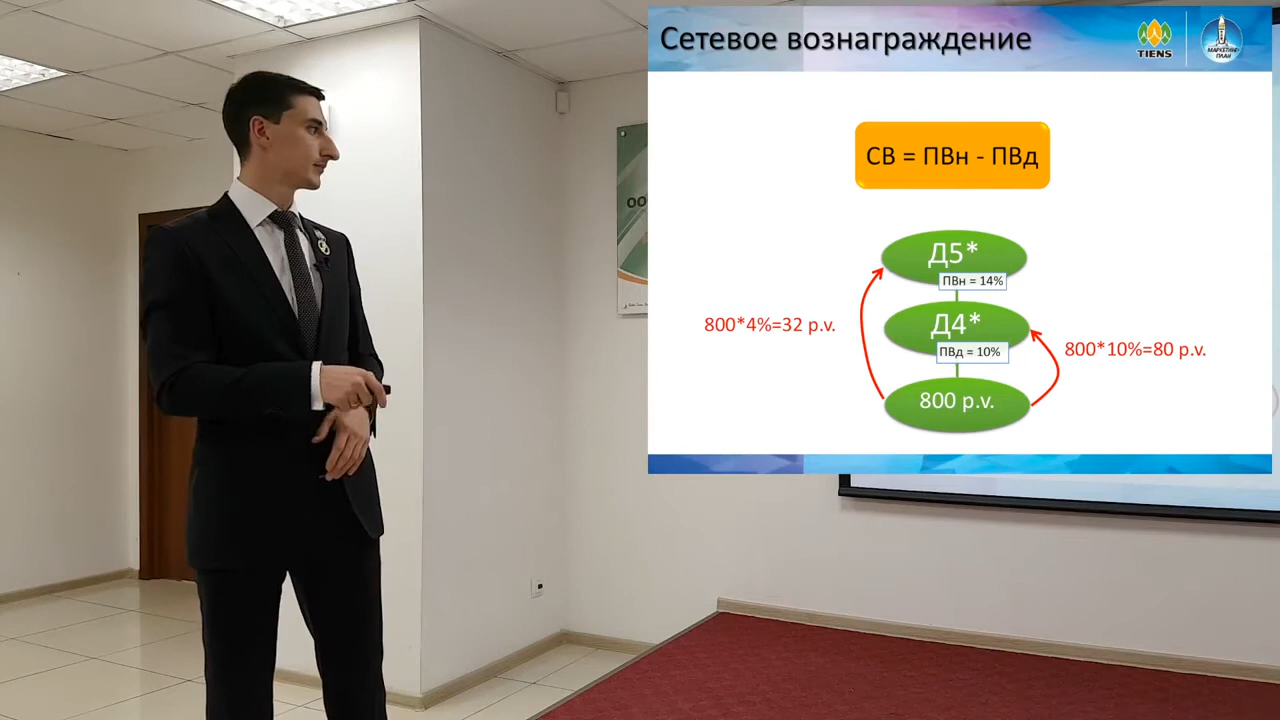 Сетевое вознаграждение
TIENS
МАРКЕТИНГ
ПЛАН
СВ = ПВн - ПВд
Д5*
ПВн = 14%
800*4%=32 p.v.
Д4*
ПВд = 10%
800*10%=80 p.v.
800 p.v.